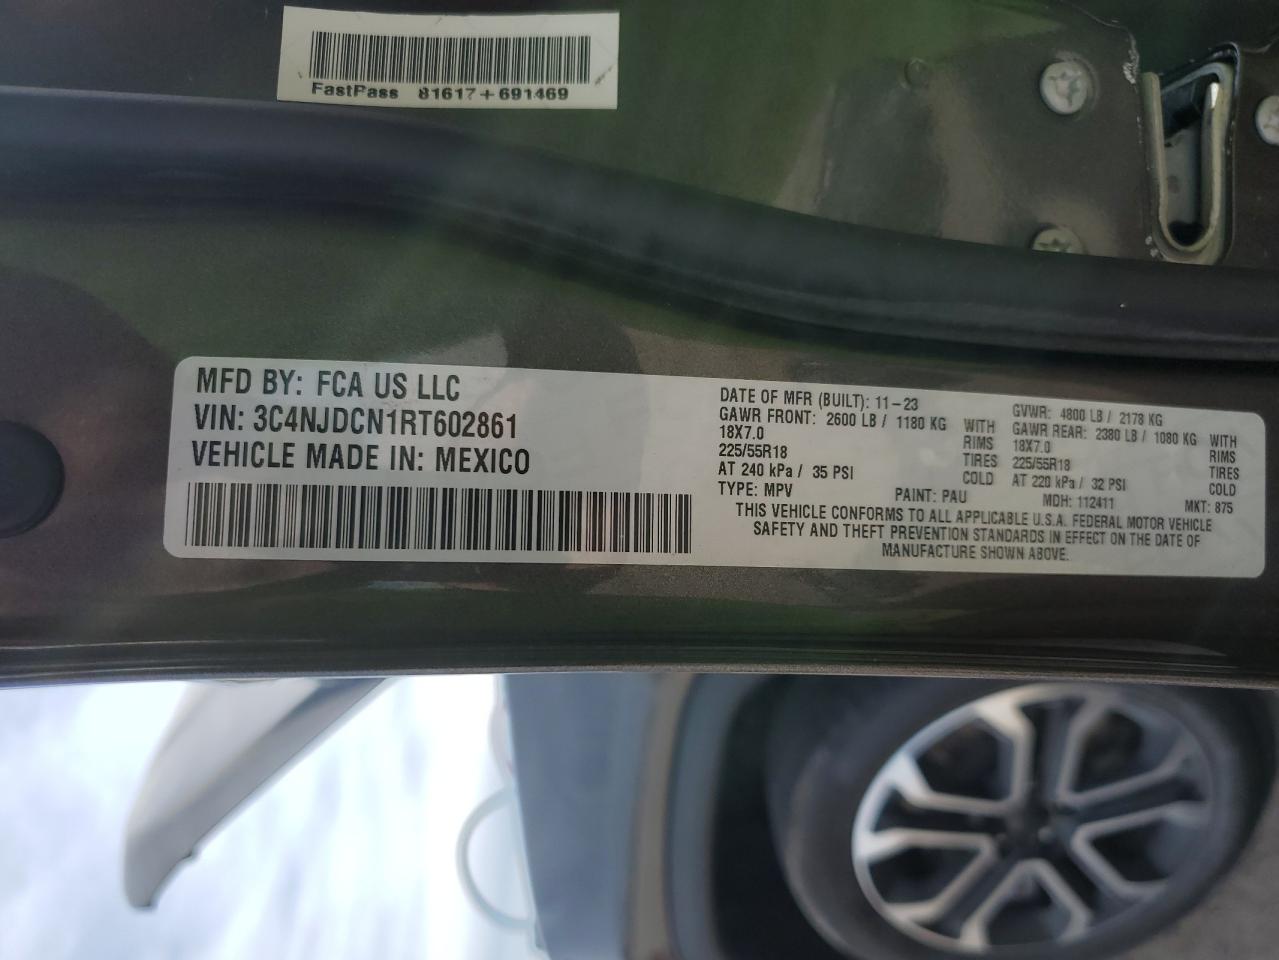 FastPass 81617+691469
MFD BY: FCA US LLC
VIN: 3C4NJDCN1RT602861
VEHICLE MADE IN: MEXICO
DATE OF MFR (BUILT): 11-23
GAWR FRONT: 2600 LB / 1180 KG WITH
18X7.0 RIMS
225/55R18 TIRES
AT 240 kPa / 35 PSI COLD
GVWR: 4800 LB / 2178 KG
GAWR REAR: 2380 LB / 1080 KG WITH
18X7.0 RIMS
225/55R18 TIRES
AT 220 kPa / 32 PSI COLD
TYPE: MPV PAINT: PAU MDH: 112411 MKT: 875
THIS VEHICLE CONFORMS TO ALL APPLICABLE U.S.A. FEDERAL MOTOR VEHICLE
SAFETY AND THEFT PREVENTION STANDARDS IN EFFECT ON THE DATE OF
MANUFACTURE SHOWN ABOVE.